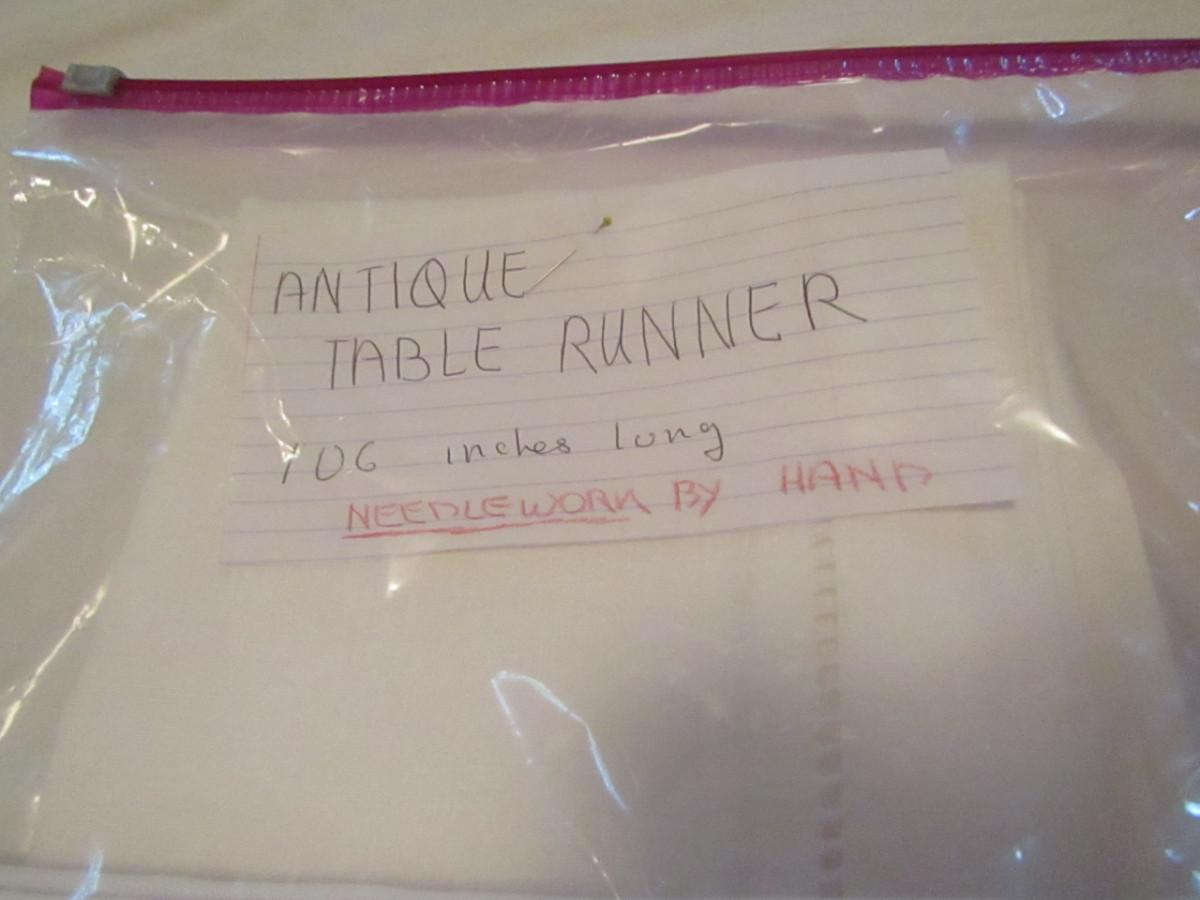 ANTIQUE
TABLE RUNNER
106 inches long
NEEDLEWORK BY HAND